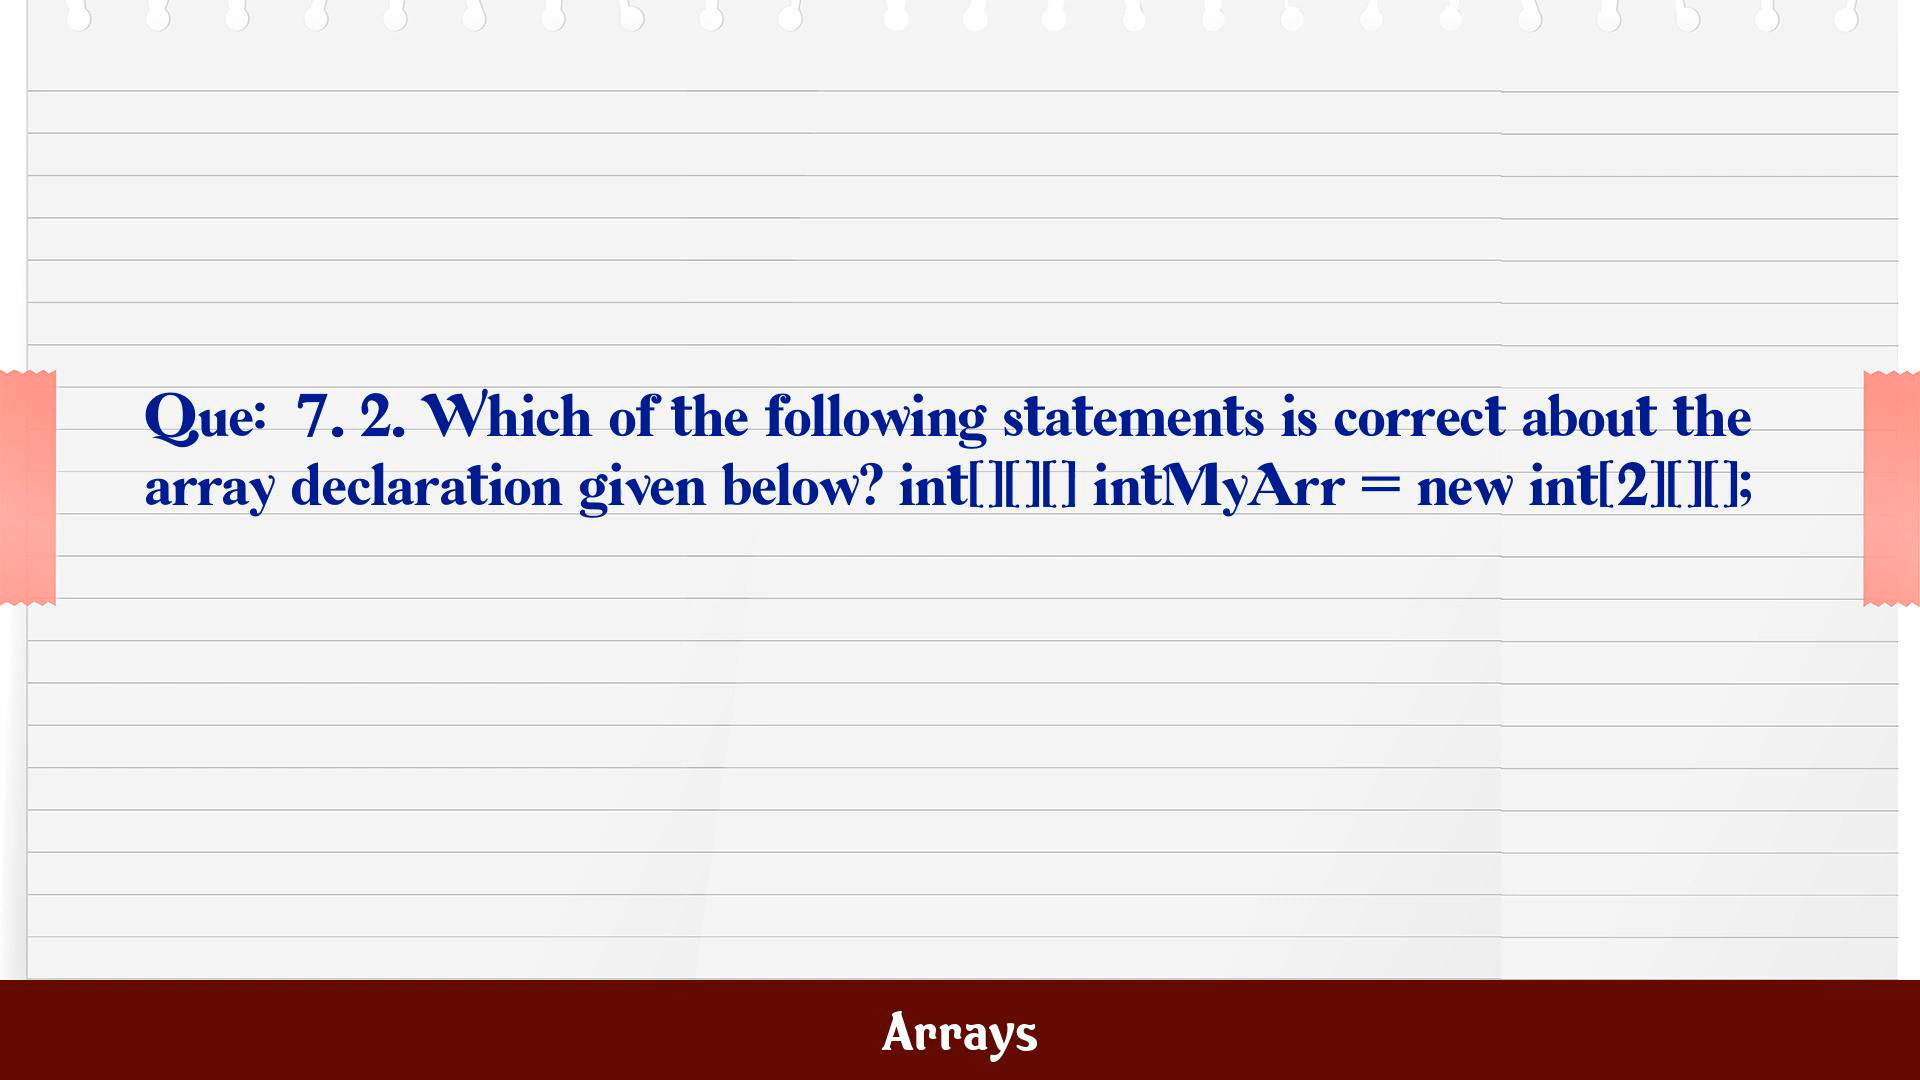 Que:  7. 2. Which of the following statements is correct about the
array declaration given below? int[][][] intMyArr = new int[2][][];
Arrays